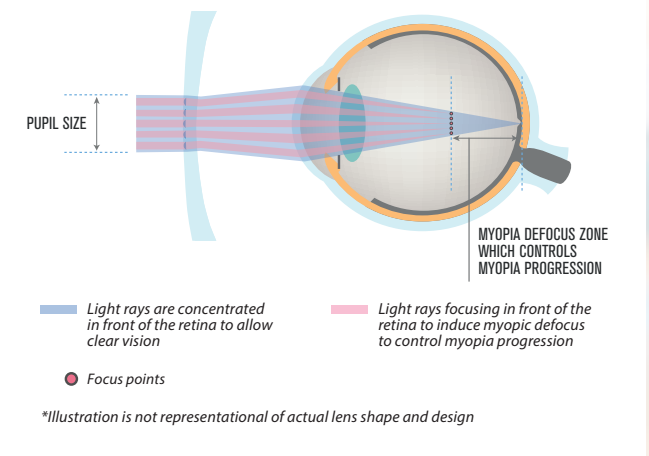 PUPIL SIZE
MYOPIA DEFOCUS ZONE
WHICH CONTROLS
MYOPIA PROGRESSION
Light rays are concentrated
in front of the retina to allow
clear vision
Light rays focusing in front of the
retina to induce myopic defocus
to control myopia progression
Focus points
*Illustration is not representational of actual lens shape and design